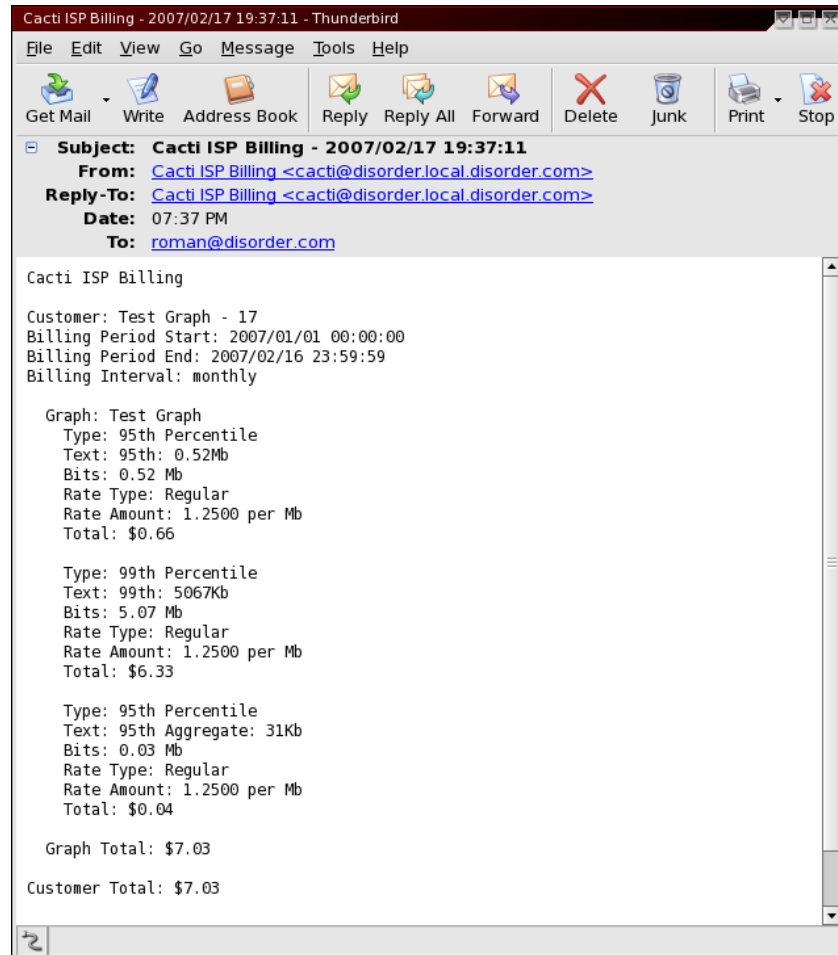 Cacti ISP Billing - 2007/02/17 19:37:11 - Thunderbird
File Edit View Go Message Tools Help
Get Mail Write Address Book Reply Reply All Forward Delete Junk Print Stop
Subject: Cacti ISP Billing - 2007/02/17 19:37:11
From: Cacti ISP Billing <cacti@disorder.local.disorder.com>
Reply-To: Cacti ISP Billing <cacti@disorder.local.disorder.com>
Date: 07:37 PM
To: roman@disorder.com
Cacti ISP Billing
Customer: Test Graph - 17
Billing Period Start: 2007/01/01 00:00:00
Billing Period End: 2007/02/16 23:59:59
Billing Interval: monthly
Graph: Test Graph
Type: 95th Percentile
Text: 95th: 0.52Mb
Bits: 0.52 Mb
Rate Type: Regular
Rate Amount: 1.2500 per Mb
Total: $0.66
Type: 99th Percentile
Text: 99th: 5067Kb
Bits: 5.07 Mb
Rate Type: Regular
Rate Amount: 1.2500 per Mb
Total: $6.33
Type: 95th Percentile
Text: 95th Aggregate: 31Kb
Bits: 0.03 Mb
Rate Type: Regular
Rate Amount: 1.2500 per Mb
Total: $0.04
Graph Total: $7.03
Customer Total: $7.03